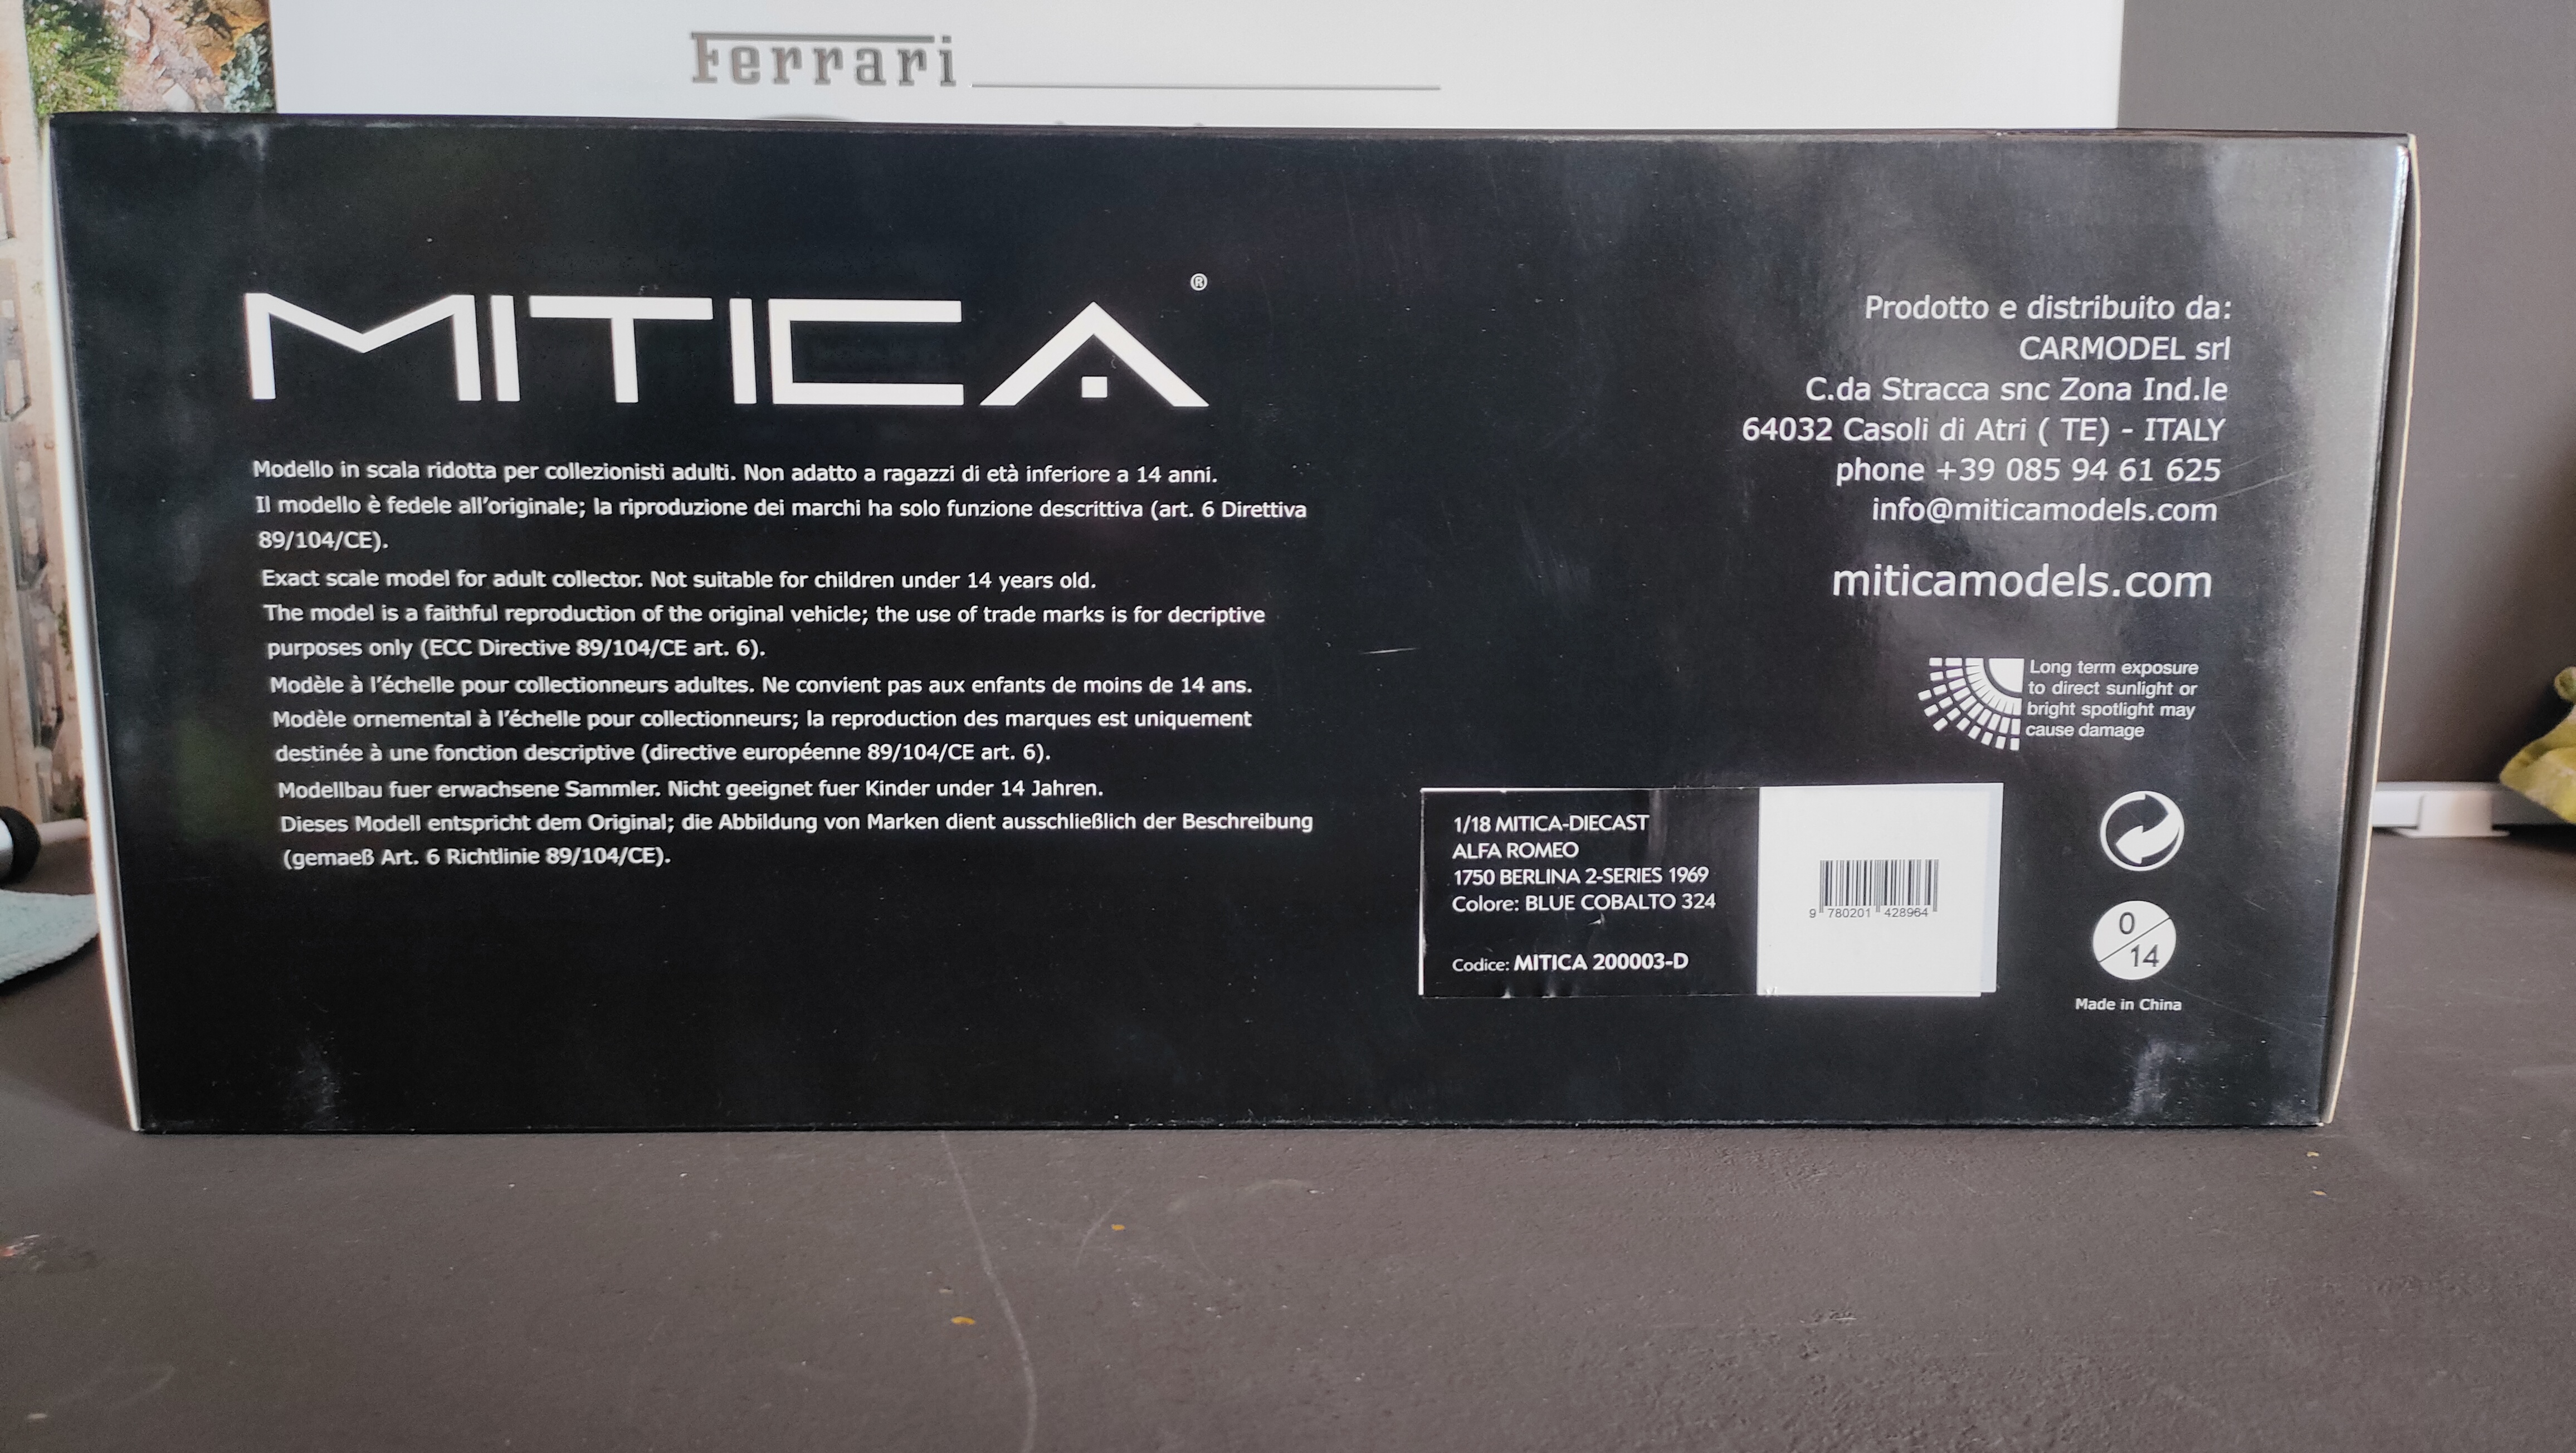 Ferrari
MITICA®
Modello in scala ridotta per collezionisti adulti. Non adatto a ragazzi di età inferiore a 14 anni.
Il modello è fedele all'originale; la riproduzione dei marchi ha solo funzione descrittiva (art. 6 Direttiva
89/104/CE).
Exact scale model for adult collector. Not suitable for children under 14 years old.
The model is a faithful reproduction of the original vehicle; the use of trade marks is for decriptive
purposes only (ECC Directive 89/104/CE art. 6).
Modèle à l'échelle pour collectionneurs adultes. Ne convient pas aux enfants de moins de 14 ans.
Modèle ornemental à l'échelle pour collectionneurs; la reproduction des marques est uniquement
destinée à une fonction descriptive (directive européenne 89/104/CE art. 6).
Modellbau fuer erwachsene Sammler. Nicht geeignet fuer Kinder under 14 Jahren.
Dieses Modell entspricht dem Original; die Abbildung von Marken dient ausschließlich der Beschreibung
(gemaeß Art. 6 Richtlinie 89/104/CE).
Prodotto e distribuito da:
CARMODEL srl
C.da Stracca snc Zona Ind.le
64032 Casoli di Atri ( TE) - ITALY
phone +39 085 94 61 625
info@miticamodels.com
miticamodels.com
Long term exposure
to direct sunlight or
bright spotlight may
cause damage
1/18 MITICA-DIECAST
ALFA ROMEO
1750 BERLINA 2-SERIES 1969
Colore: BLUE COBALTO 324
Codice: MITICA 200003-D
9 780201 428964
0
14
Made in China